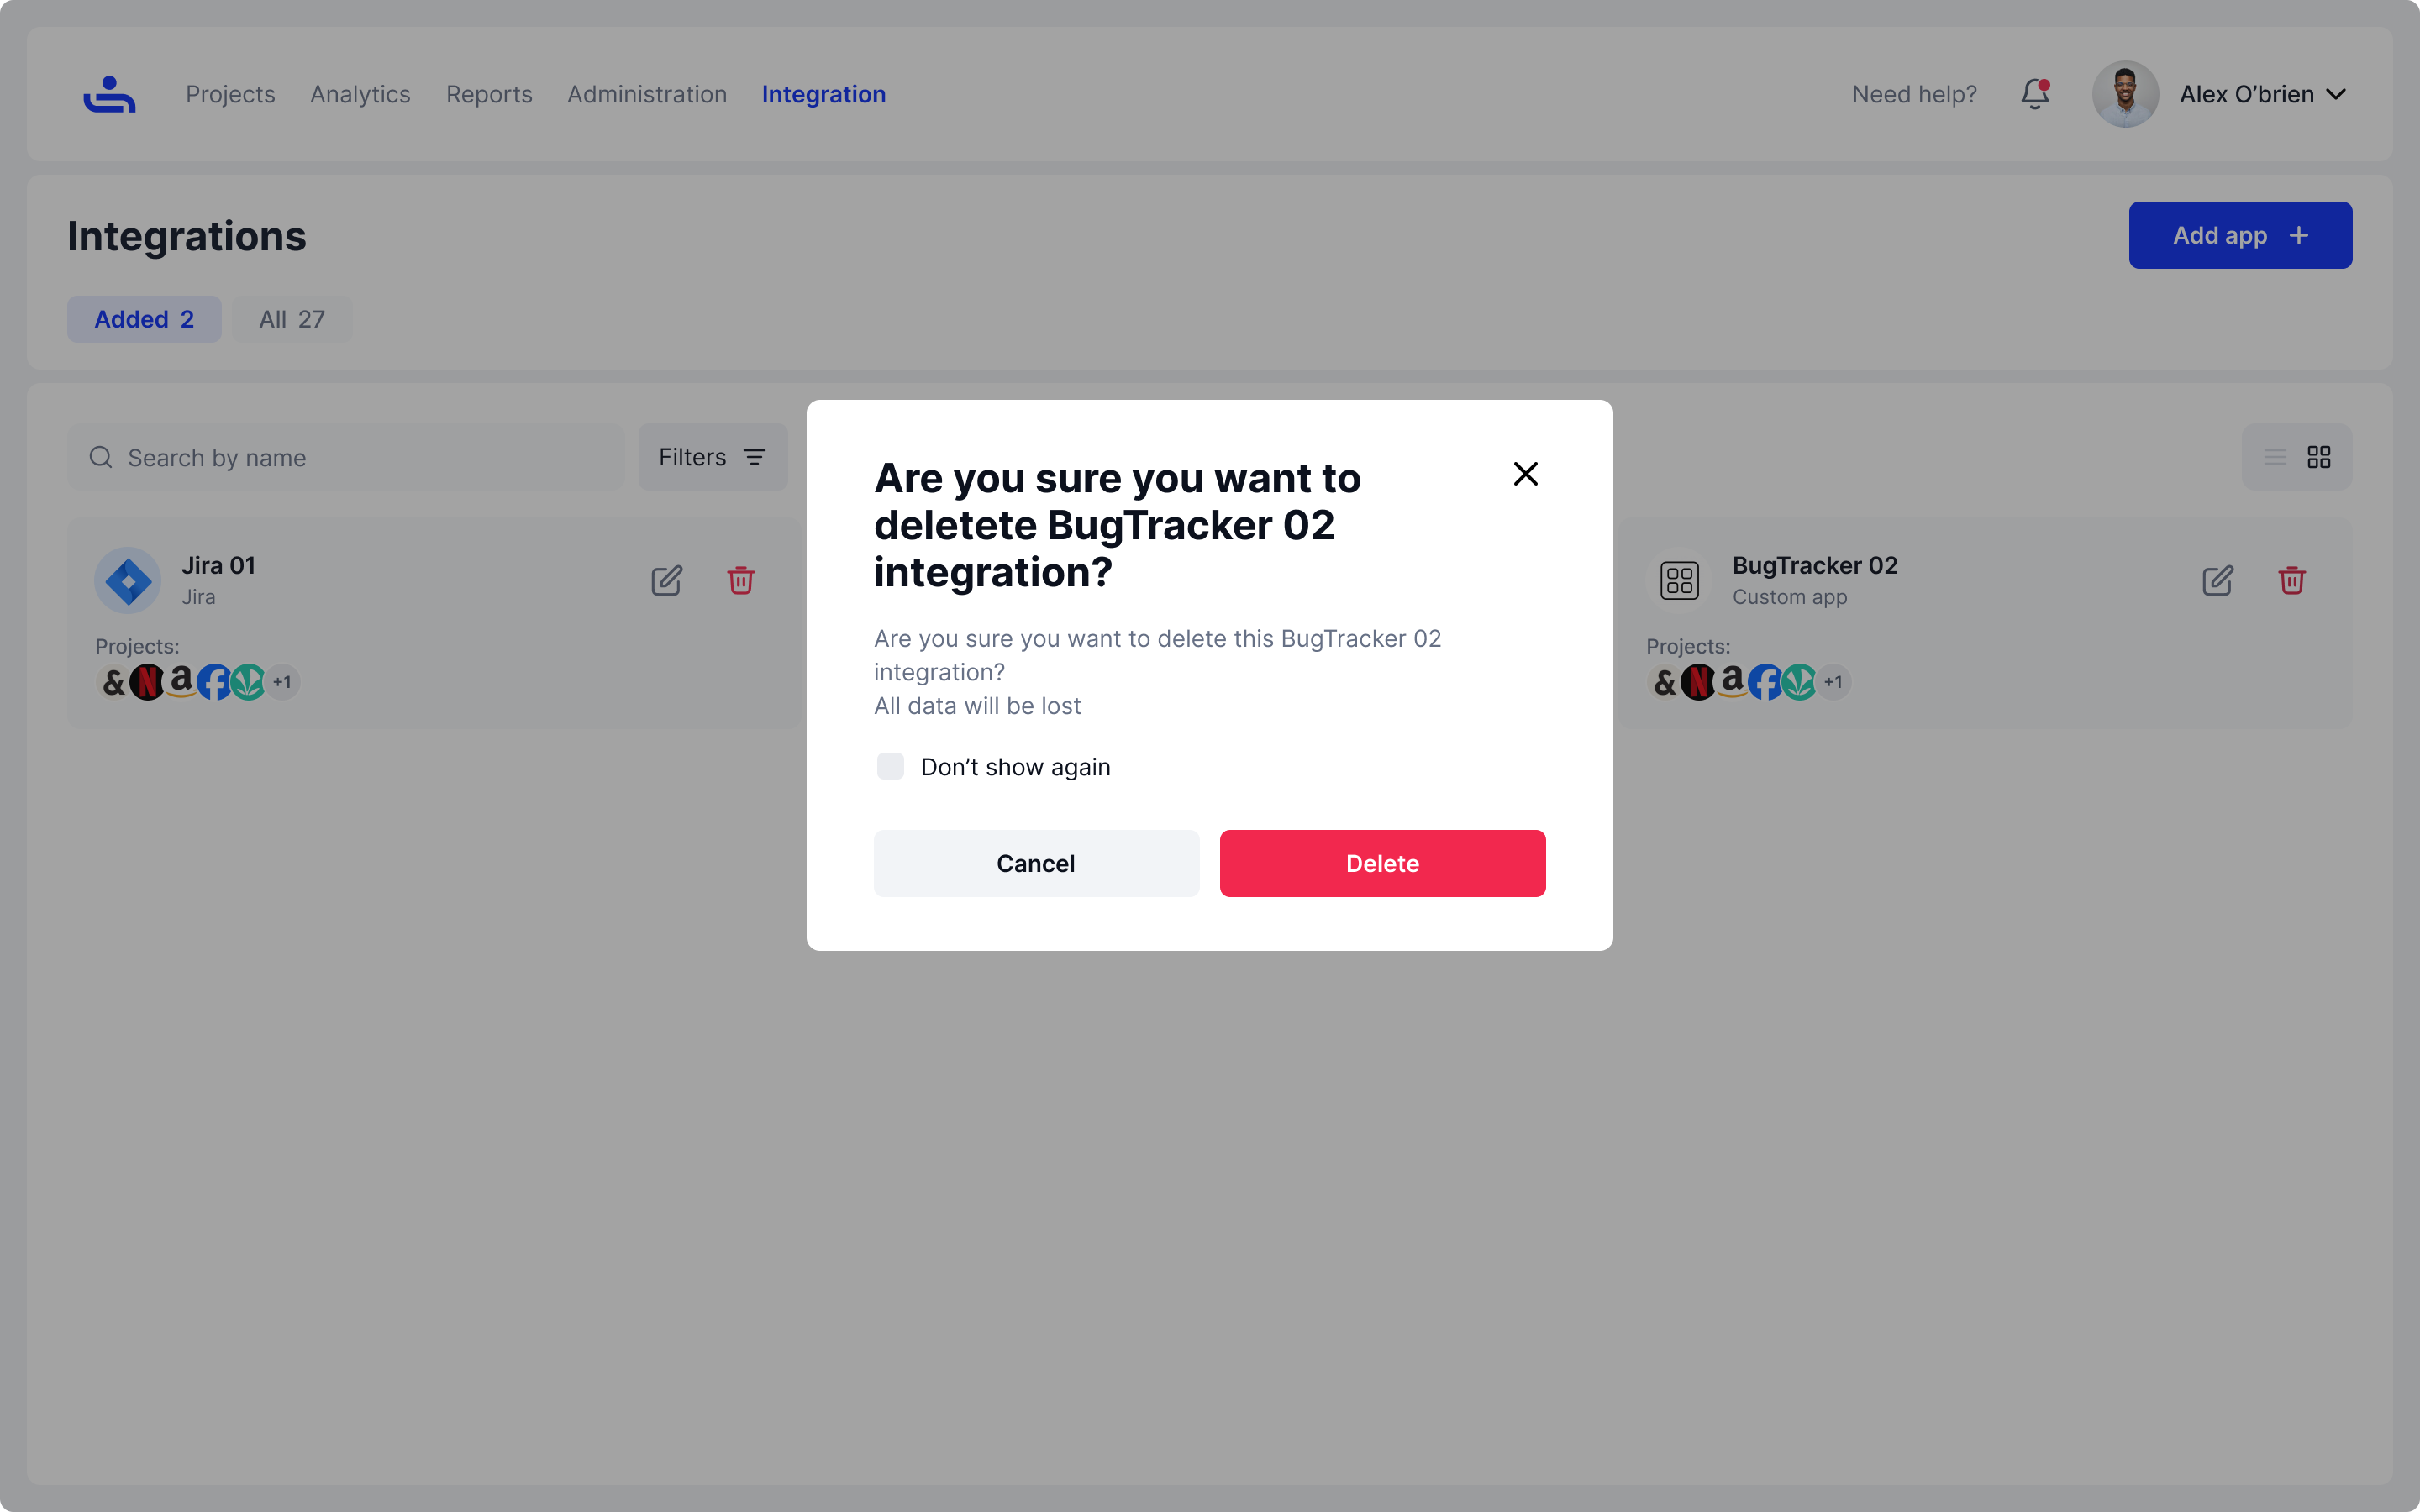 Projects Analytics Reports Administration Integration Need help? Alex O’brien
Integrations
Add app
Added 2 All 27
Search by name
Filters
Are you sure you want to
deletete BugTracker 02
integration?
Are you sure you want to delete this BugTracker 02
integration?
All data will be lost
Don’t show again
Cancel Delete
Jira 01
Jira
Projects:
& N a f +1
BugTracker 02
Custom app
Projects:
& N a f +1